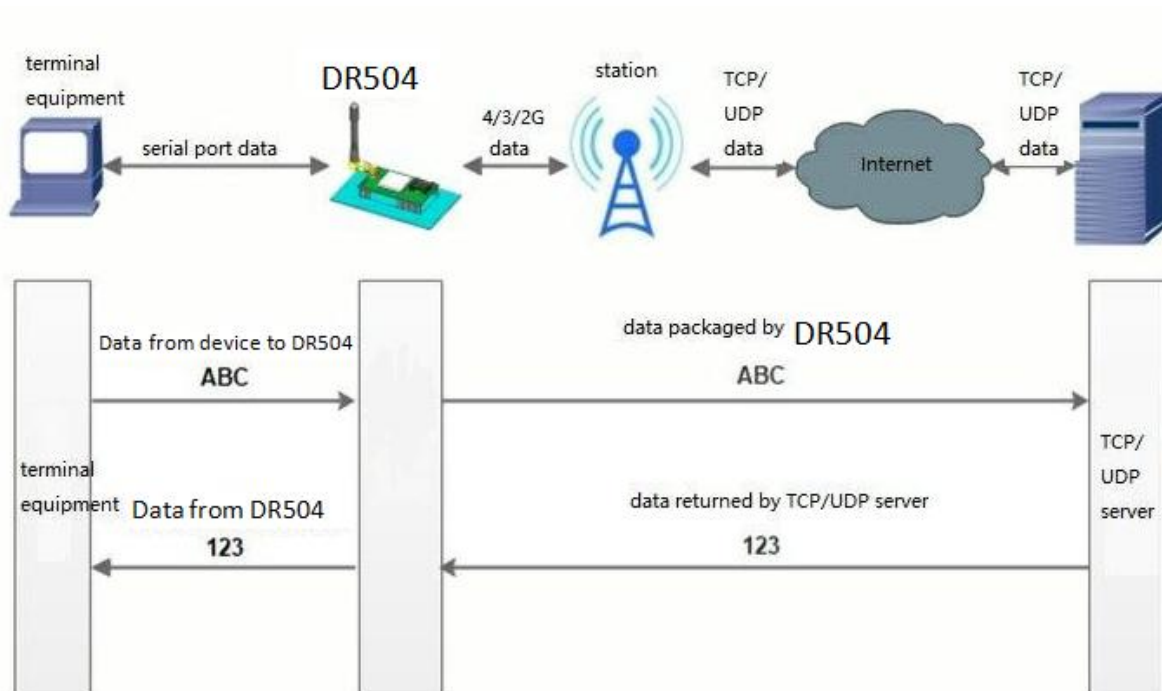 terminal
equipment
DR504
station
TCP/
UDP
data
TCP/
UDP
data
serial port data
4/3/2G
data
Internet
Data from device to DR504
ABC
data packaged by DR504
ABC
terminal
equipment
Data from DR504
123
data returned by TCP/UDP server
123
TCP/
UDP
server